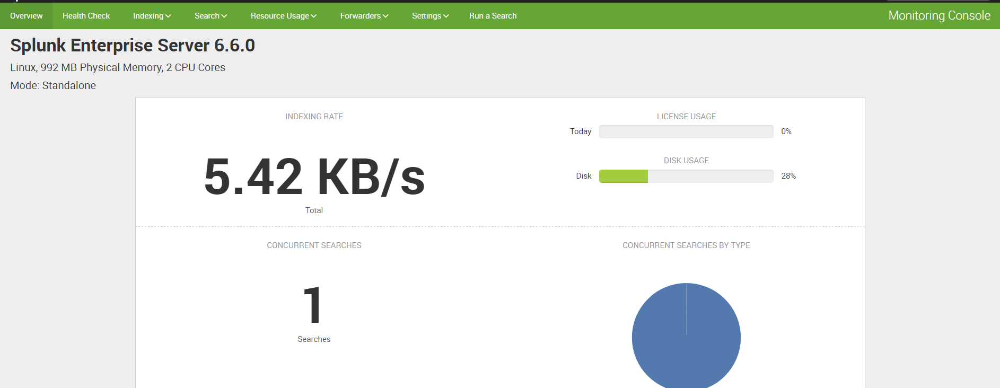 Overview Health Check Indexing Search Resource Usage Forwarders Settings Run a Search Monitoring Console
Splunk Enterprise Server 6.6.0
Linux, 992 MB Physical Memory, 2 CPU Cores
Mode: Standalone
INDEXING RATE
5.42 KB/s
Total
LICENSE USAGE
Today 0%
DISK USAGE
Disk 28%
CONCURRENT SEARCHES
1
Searches
CONCURRENT SEARCHES BY TYPE